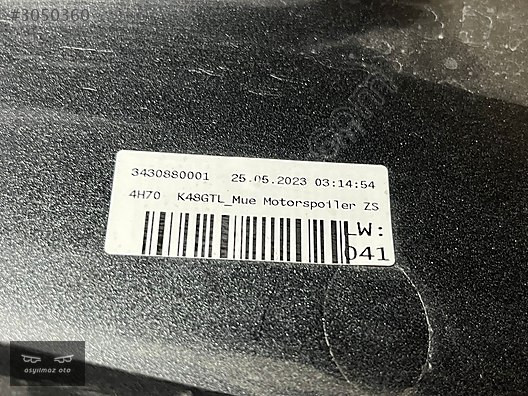 #3050360
3430880001 25.05.2023 03:14:54
4H70 K48GTL_Mue Motorspoiler ZS
LW:
041
asyilmaz oto